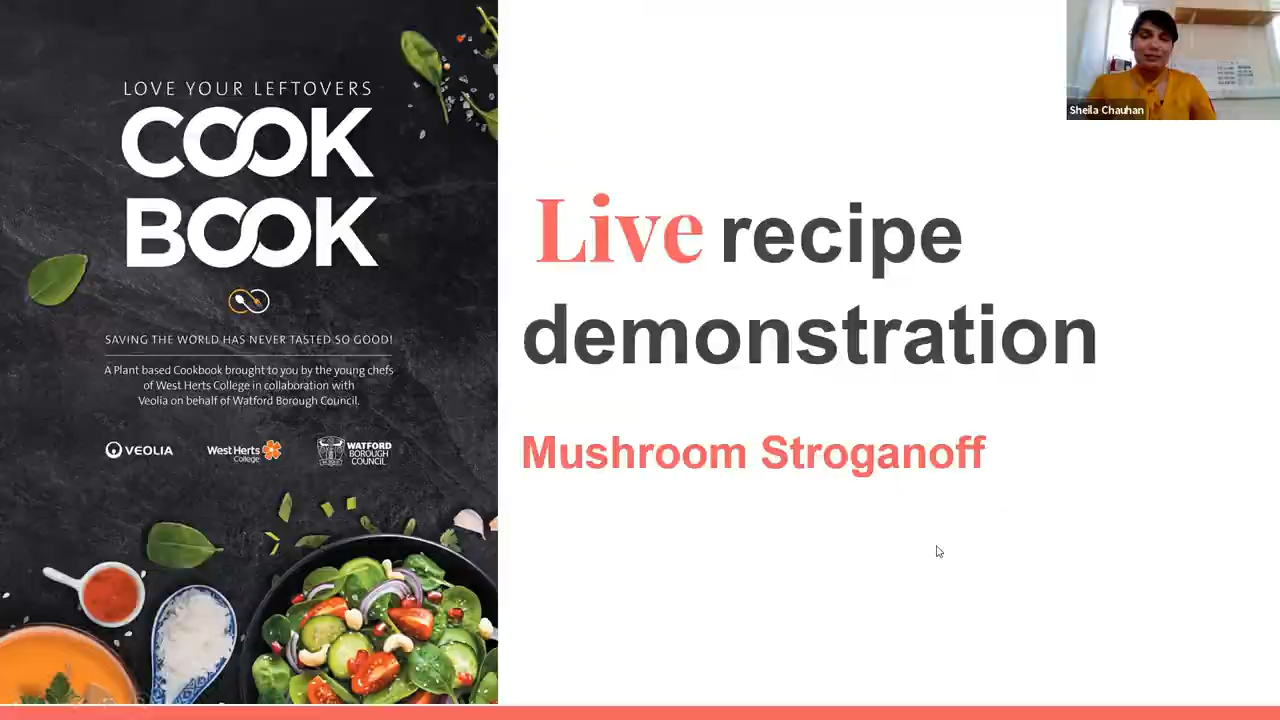 LOVE YOUR LEFTOVERS
COOK
BOOK
SAVING THE WORLD HAS NEVER TASTED SO GOOD!
A Plant based Cookbook brought to you by the young chefs
of West Herts College in collaboration with
Veolia on behalf of Watford Borough Council.
VEOLIA
West Herts
College
WATFORD
BOROUGH
COUNCIL
Live recipe
demonstration
Mushroom Stroganoff
Sheila Chauhan